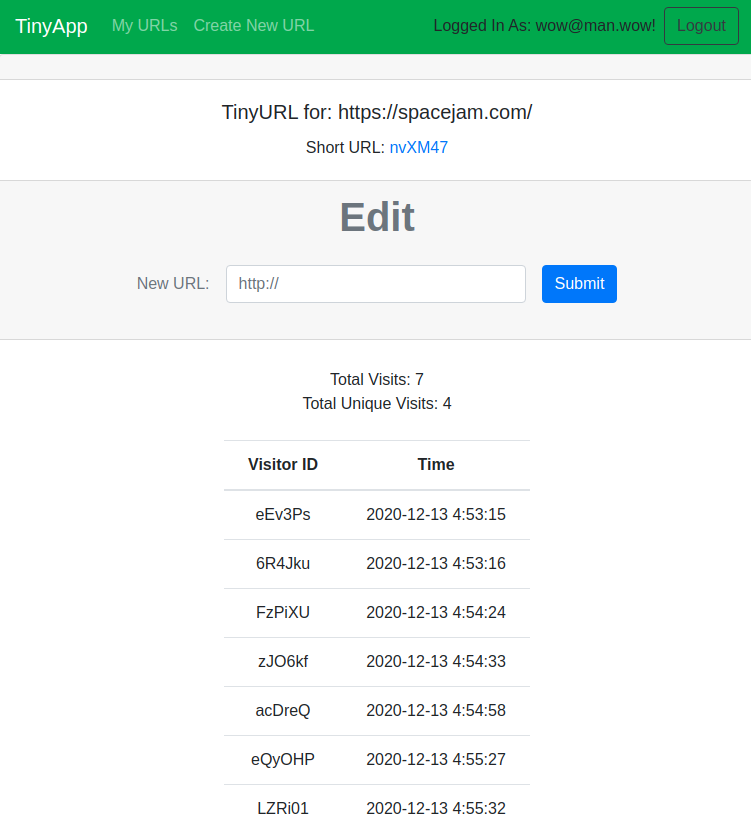 TinyApp My URLs Create New URL Logged In As: wow@man.wow! Logout
TinyURL for: https://spacejam.com/
Short URL: nvXM47
Edit
New URL: http:// Submit
Total Visits: 7
Total Unique Visits: 4
Visitor ID Time
eEv3Ps 2020-12-13 4:53:15
6R4Jku 2020-12-13 4:53:16
FzPiXU 2020-12-13 4:54:24
zJO6kf 2020-12-13 4:54:33
acDreQ 2020-12-13 4:54:58
eQyOHP 2020-12-13 4:55:27
LZRi01 2020-12-13 4:55:32